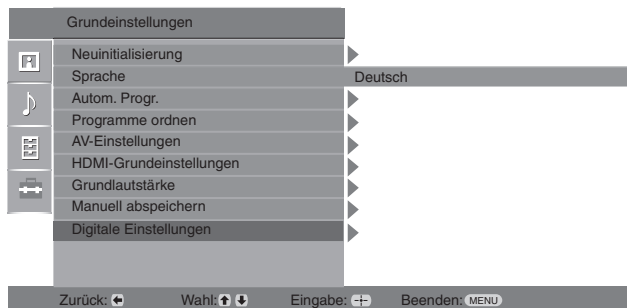 Grundeinstellungen
Neuinitialisierung
Sprache Deutsch
Autom. Progr.
Programme ordnen
AV-Einstellungen
HDMI-Grundeinstellungen
Grundlautstärke
Manuell abspeichern
Digitale Einstellungen
Zurück: Wahl: Eingabe: Beenden: MENU